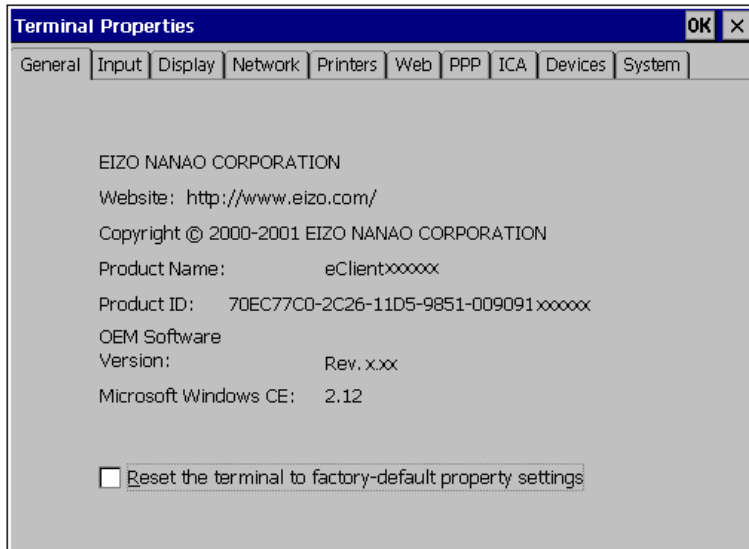 Terminal Properties OK ×
General Input Display Network Printers Web PPP ICA Devices System
EIZO NANAO CORPORATION
Website: http://www.eizo.com/
Copyright © 2000-2001 EIZO NANAO CORPORATION
Product Name: eClientxxxxxx
Product ID: 70EC77C0-2C26-11D5-9851-009091xxxxxx
OEM Software
Version: Rev. x.xx
Microsoft Windows CE: 2.12
Reset the terminal to factory-default property settings